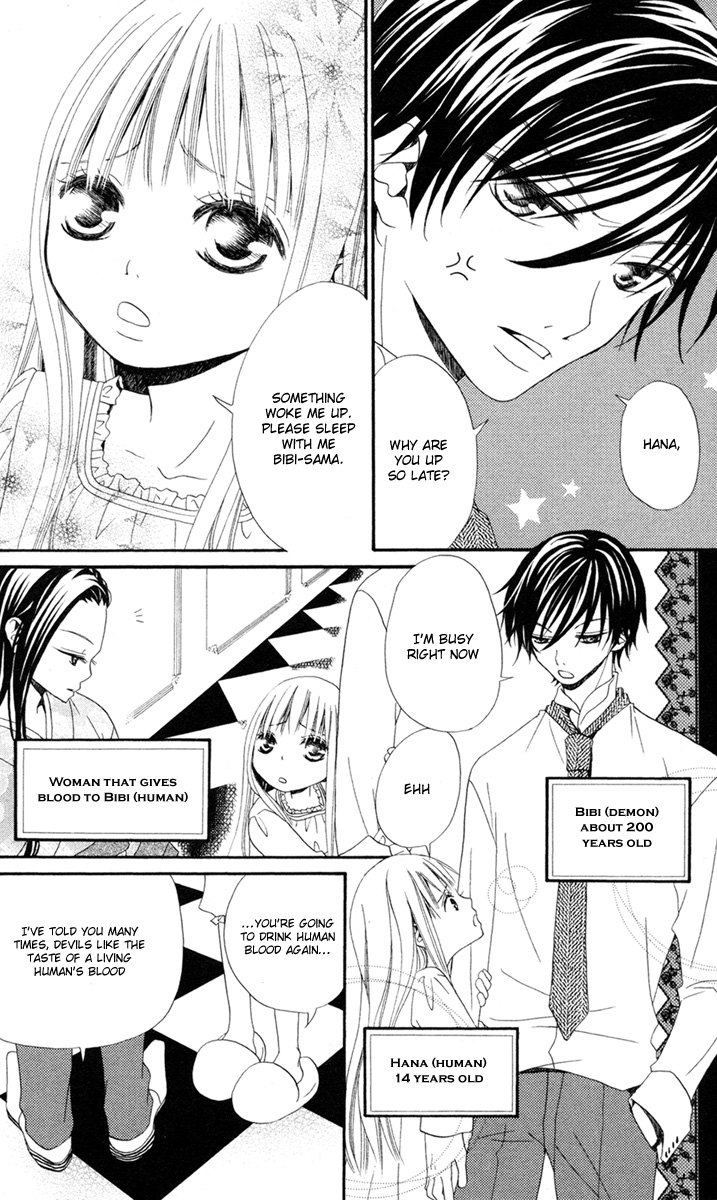 HANA,
WHY ARE
YOU UP
SO LATE?
SOMETHING
WOKE ME UP.
PLEASE SLEEP
WITH ME
BIBI-SAMA.
I'M BUSY
RIGHT NOW
EHH
BIBI (DEMON)
ABOUT 200
YEARS OLD
WOMAN THAT GIVES
BLOOD TO BIBI (HUMAN)
HANA (HUMAN)
14 YEARS OLD
...YOU'RE GOING
TO DRINK HUMAN
BLOOD AGAIN...
I'VE TOLD YOU MANY
TIMES, DEVILS LIKE THE
TASTE OF A LIVING
HUMAN'S BLOOD